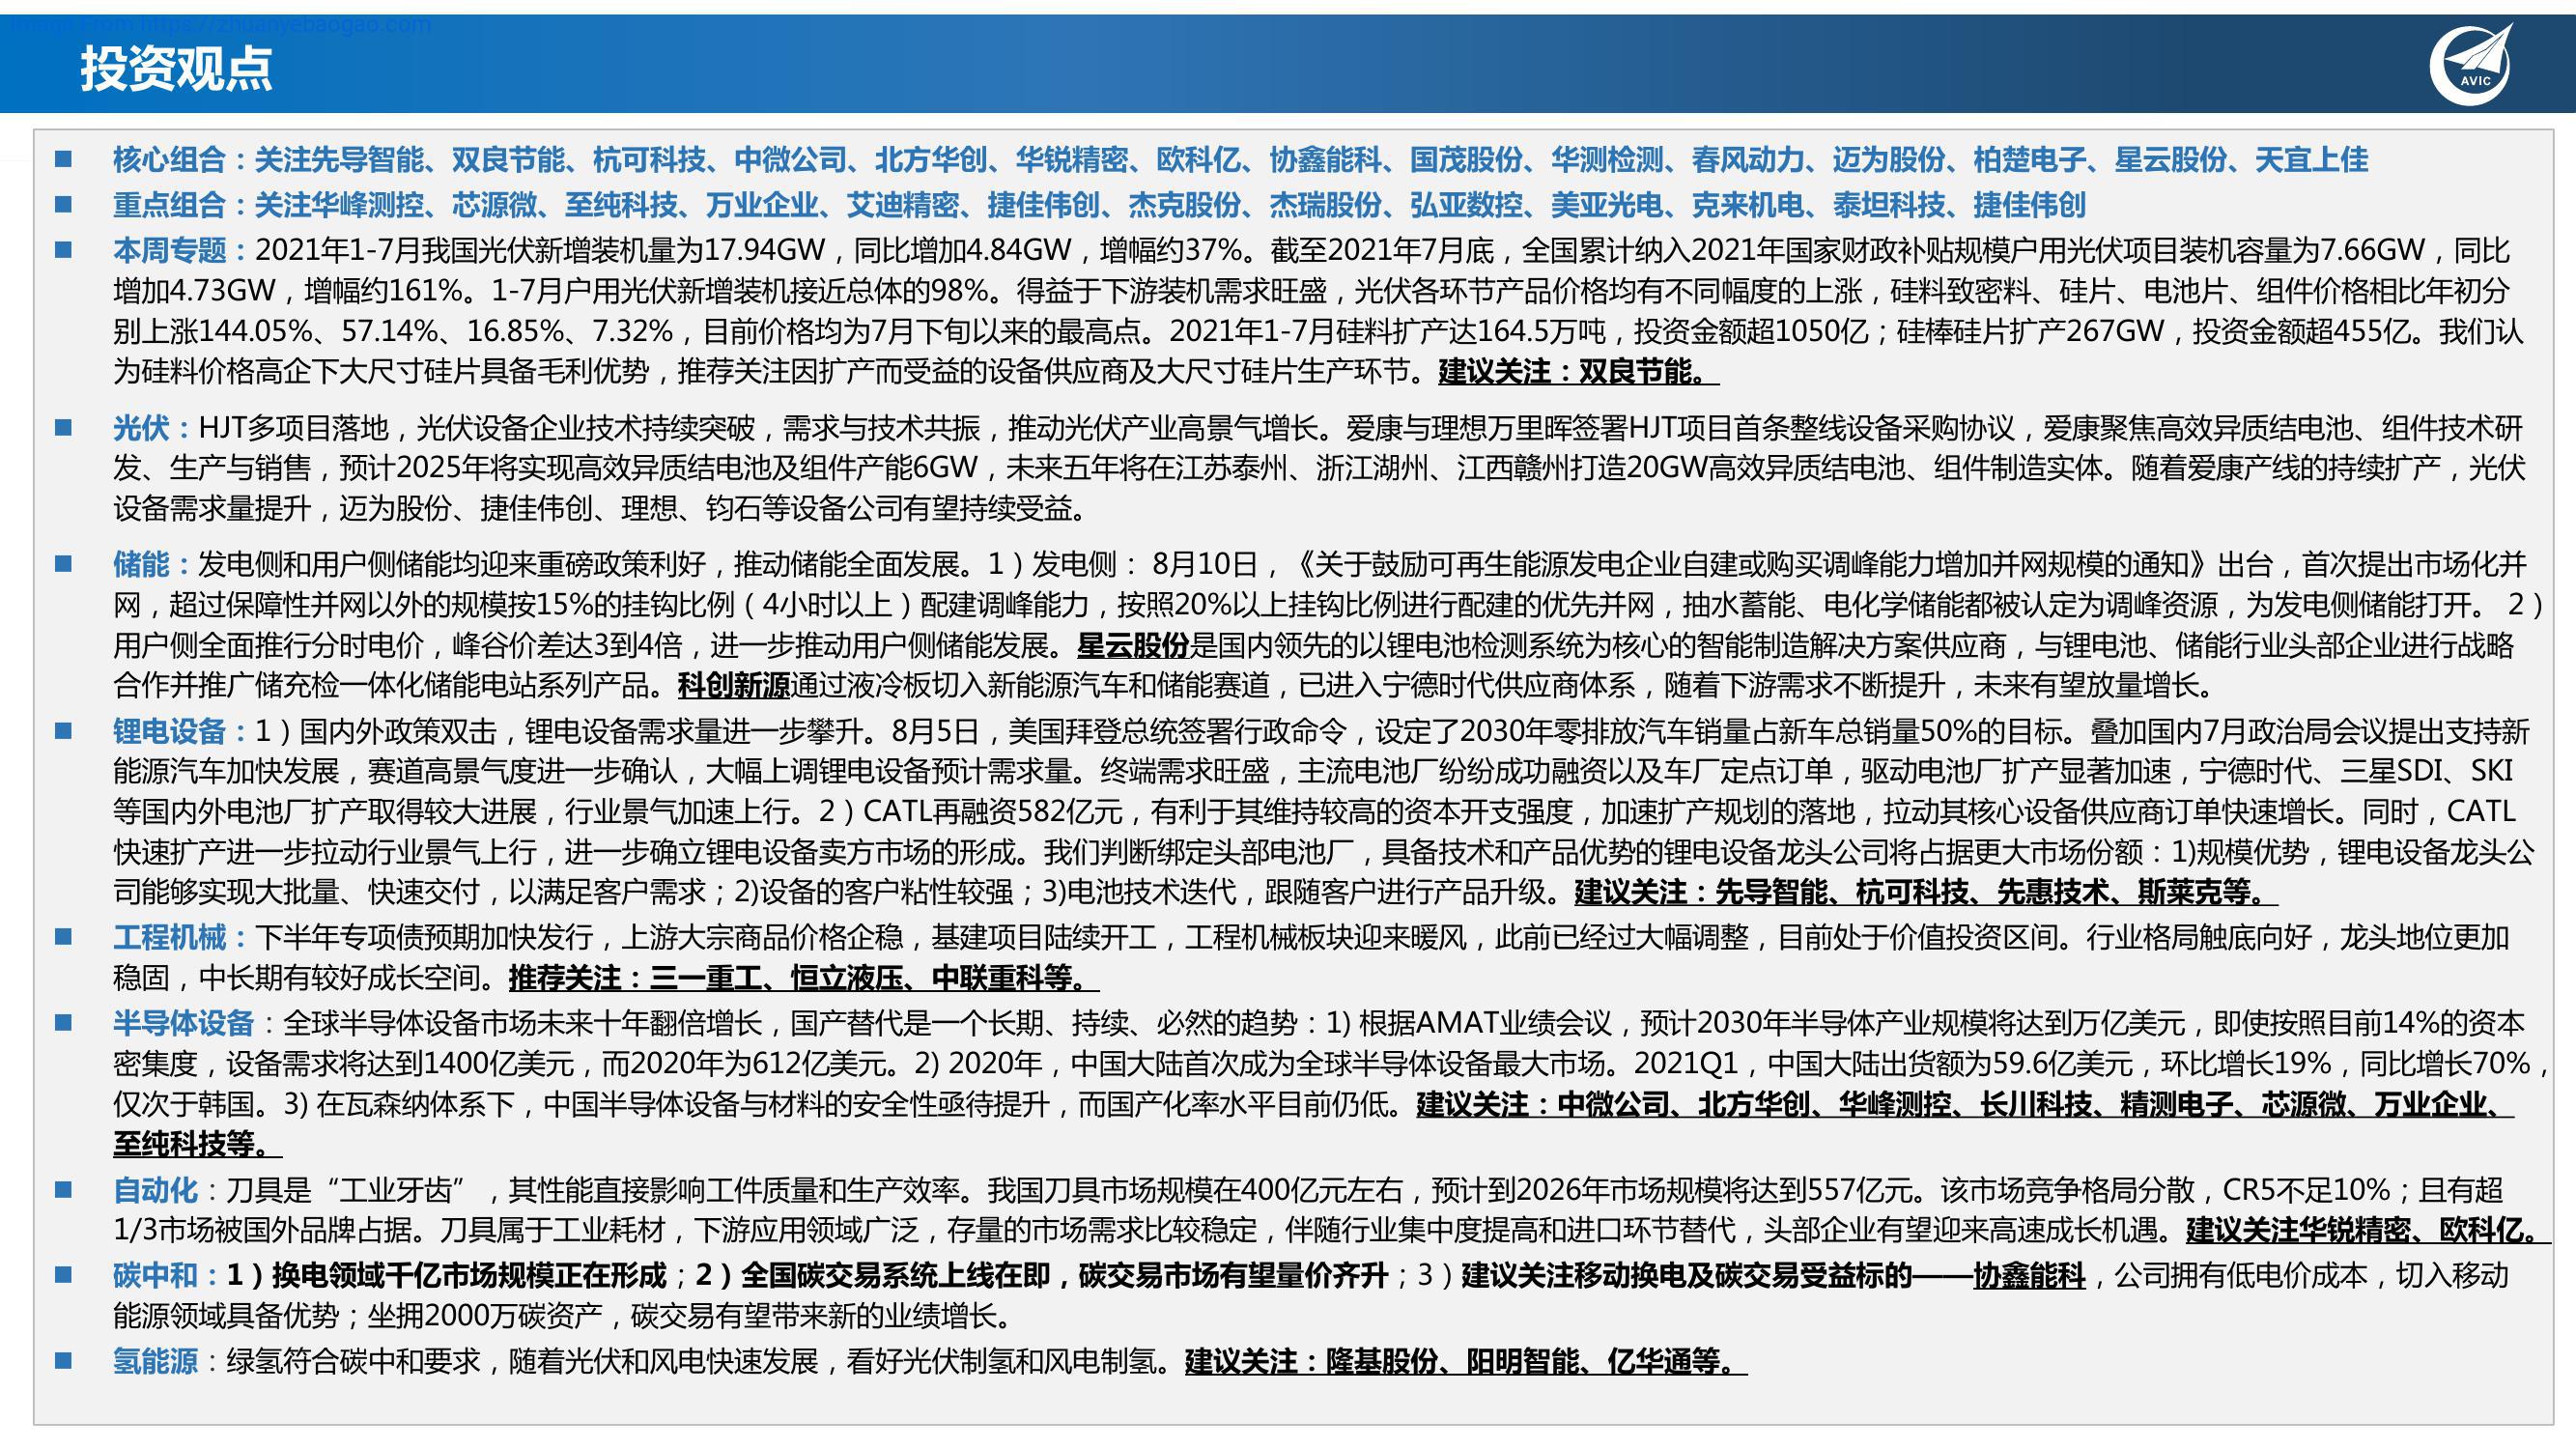 Image From https://zhuanyebaogao.com
投资观点
AVIC
■ 核心组合：关注先导智能、双良节能、杭可科技、中微公司、北方华创、华锐精密、欧科亿、协鑫能科、国茂股份、华测检测、春风动力、迈为股份、柏楚电子、星云股份、天宜上佳
■ 重点组合：关注华峰测控、芯源微、至纯科技、万业企业、艾迪精密、捷佳伟创、杰克股份、杰瑞股份、弘亚数控、美亚光电、克来机电、泰坦科技、捷佳伟创
■ 本周专题：2021年1-7月我国光伏新增装机量为17.94GW，同比增加4.84GW，增幅约37%。截至2021年7月底，全国累计纳入2021年国家财政补贴规模户用光伏项目装机容量为7.66GW，同比
增加4.73GW，增幅约161%。1-7月户用光伏新增装机接近总体的98%。得益于下游装机需求旺盛，光伏各环节产品价格均有不同幅度的上涨，硅料致密料、硅片、电池片、组件价格相比年初分
别上涨144.05%、57.14%、16.85%、7.32%，目前价格均为7月下旬以来的最高点。2021年1-7月硅料扩产达164.5万吨，投资金额超1050亿；硅棒硅片扩产267GW，投资金额超455亿。我们认
为硅料价格高企下大尺寸硅片具备毛利优势，推荐关注因扩产而受益的设备供应商及大尺寸硅片生产环节。建议关注：双良节能。
■ 光伏：HJT多项目落地，光伏设备企业技术持续突破，需求与技术共振，推动光伏产业高景气增长。爱康与理想万里晖签署HJT项目首条整线设备采购协议，爱康聚焦高效异质结电池、组件技术研
发、生产与销售，预计2025年将实现高效异质结电池及组件产能6GW，未来五年将在江苏泰州、浙江湖州、江西赣州打造20GW高效异质结电池、组件制造实体。随着爱康产线的持续扩产，光伏
设备需求量提升，迈为股份、捷佳伟创、理想、钧石等设备公司有望持续受益。
■ 储能：发电侧和用户侧储能均迎来重磅政策利好，推动储能全面发展。1）发电侧： 8月10日，《关于鼓励可再生能源发电企业自建或购买调峰能力增加并网规模的通知》出台，首次提出市场化并
网，超过保障性并网以外的规模按15%的挂钩比例（4小时以上）配建调峰能力，按照20%以上挂钩比例进行配建的优先并网，抽水蓄能、电化学储能都被认定为调峰资源，为发电侧储能打开。 2）
用户侧全面推行分时电价，峰谷价差达3到4倍，进一步推动用户侧储能发展。星云股份是国内领先的以锂电池检测系统为核心的智能制造解决方案供应商，与锂电池、储能行业头部企业进行战略
合作并推广储充检一体化储能电站系列产品。科创新源通过液冷板切入新能源汽车和储能赛道，已进入宁德时代供应商体系，随着下游需求不断提升，未来有望放量增长。
■ 锂电设备：1）国内外政策双击，锂电设备需求量进一步攀升。8月5日，美国拜登总统签署行政命令，设定了2030年零排放汽车销量占新车总销量50%的目标。叠加国内7月政治局会议提出支持新
能源汽车加快发展，赛道高景气度进一步确认，大幅上调锂电设备预计需求量。终端需求旺盛，主流电池厂纷纷成功融资以及车厂定点订单，驱动电池厂扩产显著加速，宁德时代、三星SDI、SKI
等国内外电池厂扩产取得较大进展，行业景气加速上行。2）CATL再融资582亿元，有利于其维持较高的资本开支强度，加速扩产规划的落地，拉动其核心设备供应商订单快速增长。同时，CATL
快速扩产进一步拉动行业景气上行，进一步确立锂电设备卖方市场的形成。我们判断绑定头部电池厂，具备技术和产品优势的锂电设备龙头公司将占据更大市场份额：1)规模优势，锂电设备龙头公
司能够实现大批量、快速交付，以满足客户需求；2)设备的客户粘性较强；3)电池技术迭代，跟随客户进行产品升级。建议关注：先导智能、杭可科技、先惠技术、斯莱克等。
■ 工程机械：下半年专项债预期加快发行，上游大宗商品价格企稳，基建项目陆续开工，工程机械板块迎来暖风，此前已经过大幅调整，目前处于价值投资区间。行业格局触底向好，龙头地位更加
稳固，中长期有较好成长空间。推荐关注：三一重工、恒立液压、中联重科等。
■ 半导体设备：全球半导体设备市场未来十年翻倍增长，国产替代是一个长期、持续、必然的趋势：1) 根据AMAT业绩会议，预计2030年半导体产业规模将达到万亿美元，即使按照目前14%的资本
密集度，设备需求将达到1400亿美元，而2020年为612亿美元。2) 2020年，中国大陆首次成为全球半导体设备最大市场。2021Q1，中国大陆出货额为59.6亿美元，环比增长19%，同比增长70%，
仅次于韩国。3) 在瓦森纳体系下，中国半导体设备与材料的安全性亟待提升，而国产化率水平目前仍低。建议关注：中微公司、北方华创、华峰测控、长川科技、精测电子、芯源微、万业企业、
至纯科技等。
■ 自动化：刀具是“工业牙齿”，其性能直接影响工件质量和生产效率。我国刀具市场规模在400亿元左右，预计到2026年市场规模将达到557亿元。该市场竞争格局分散，CR5不足10%；且有超
1/3市场被国外品牌占据。刀具属于工业耗材，下游应用领域广泛，存量的市场需求比较稳定，伴随行业集中度提高和进口环节替代，头部企业有望迎来高速成长机遇。建议关注华锐精密、欧科亿。
■ 碳中和：1）换电领域千亿市场规模正在形成；2）全国碳交易系统上线在即，碳交易市场有望量价齐升；3）建议关注移动换电及碳交易受益标的——协鑫能科，公司拥有低电价成本，切入移动
能源领域具备优势；坐拥2000万碳资产，碳交易有望带来新的业绩增长。
■ 氢能源：绿氢符合碳中和要求，随着光伏和风电快速发展，看好光伏制氢和风电制氢。建议关注：隆基股份、阳明智能、亿华通等。